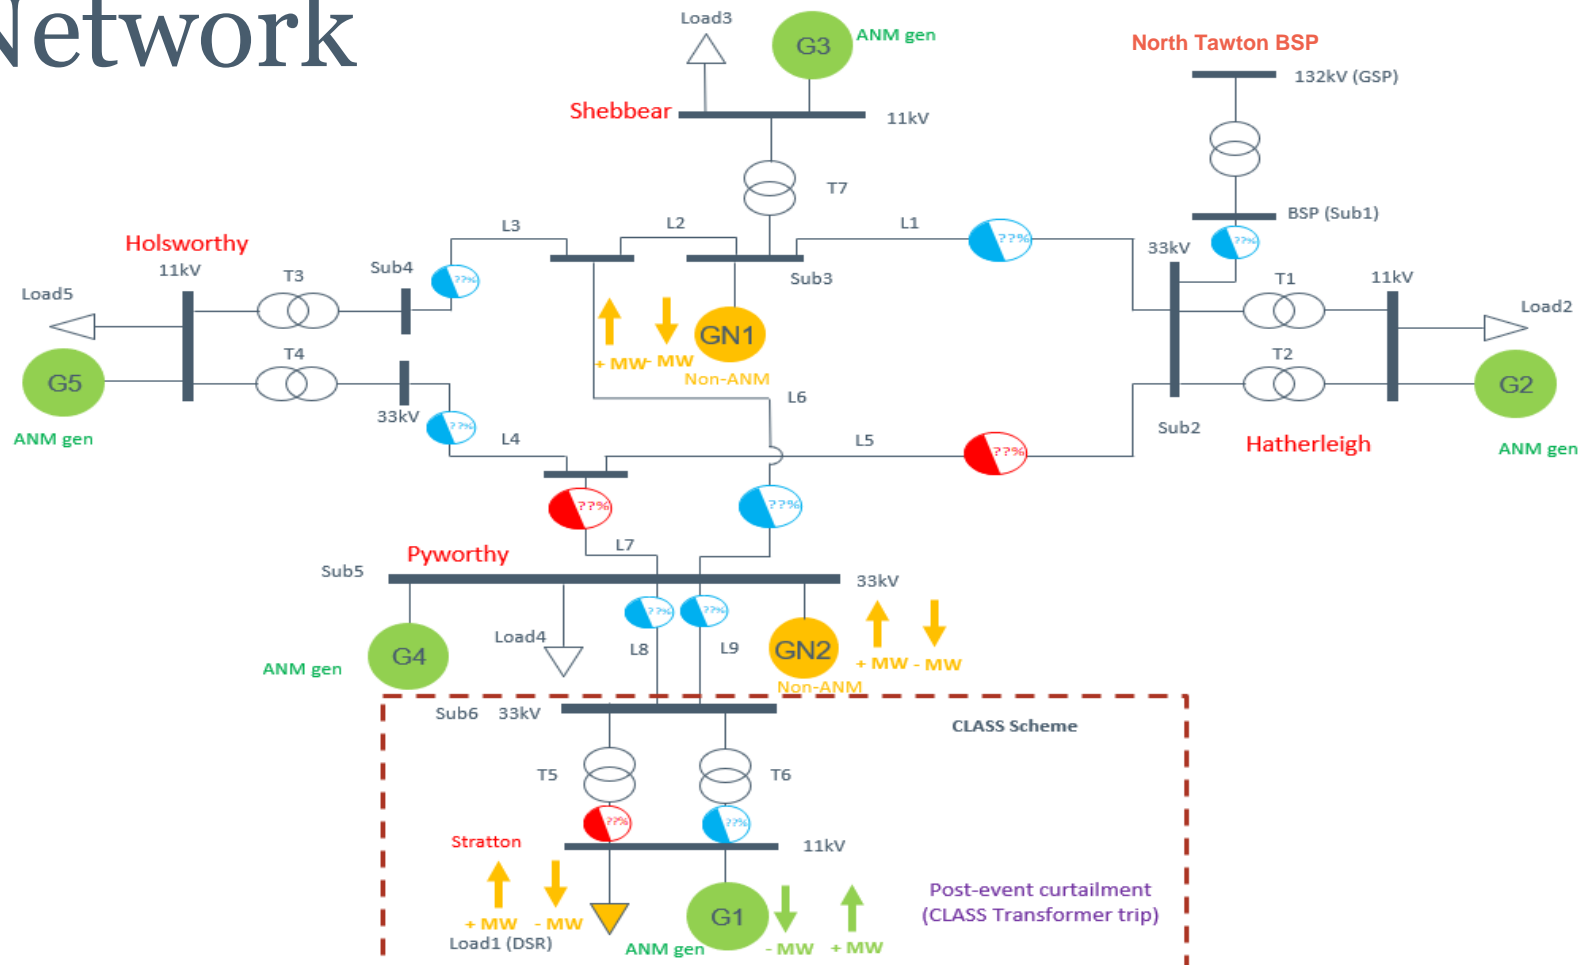 Network
Load3
G3
ANM gen
North Tawton BSP
132kV (GSP)
Shebbear
11kV
T7
BSP (Sub1)
??%
Holsworthy
11kV
Load5
T3
Sub4
L3
??%
L2
L1
??%
Sub3
33kV
T1
11kV
Load2
G5
ANM gen
T4
33kV
??%
L4
+ MW
- MW
GN1
Non-ANM
L6
L5
??%
T2
Sub2
Hatherleigh
G2
ANM gen
??%
??%
L7
Pyworthy
Sub5
33kV
??%
??%
Load4
L8
L9
G4
ANM gen
GN2
Non-ANM
+ MW
- MW
Sub6
33kV
CLASS Scheme
T5
T6
??%
??%
Stratton
11kV
+ MW
- MW
Load1 (DSR)
G1
ANM gen
- MW
+ MW
Post-event curtailment
(CLASS Transformer trip)